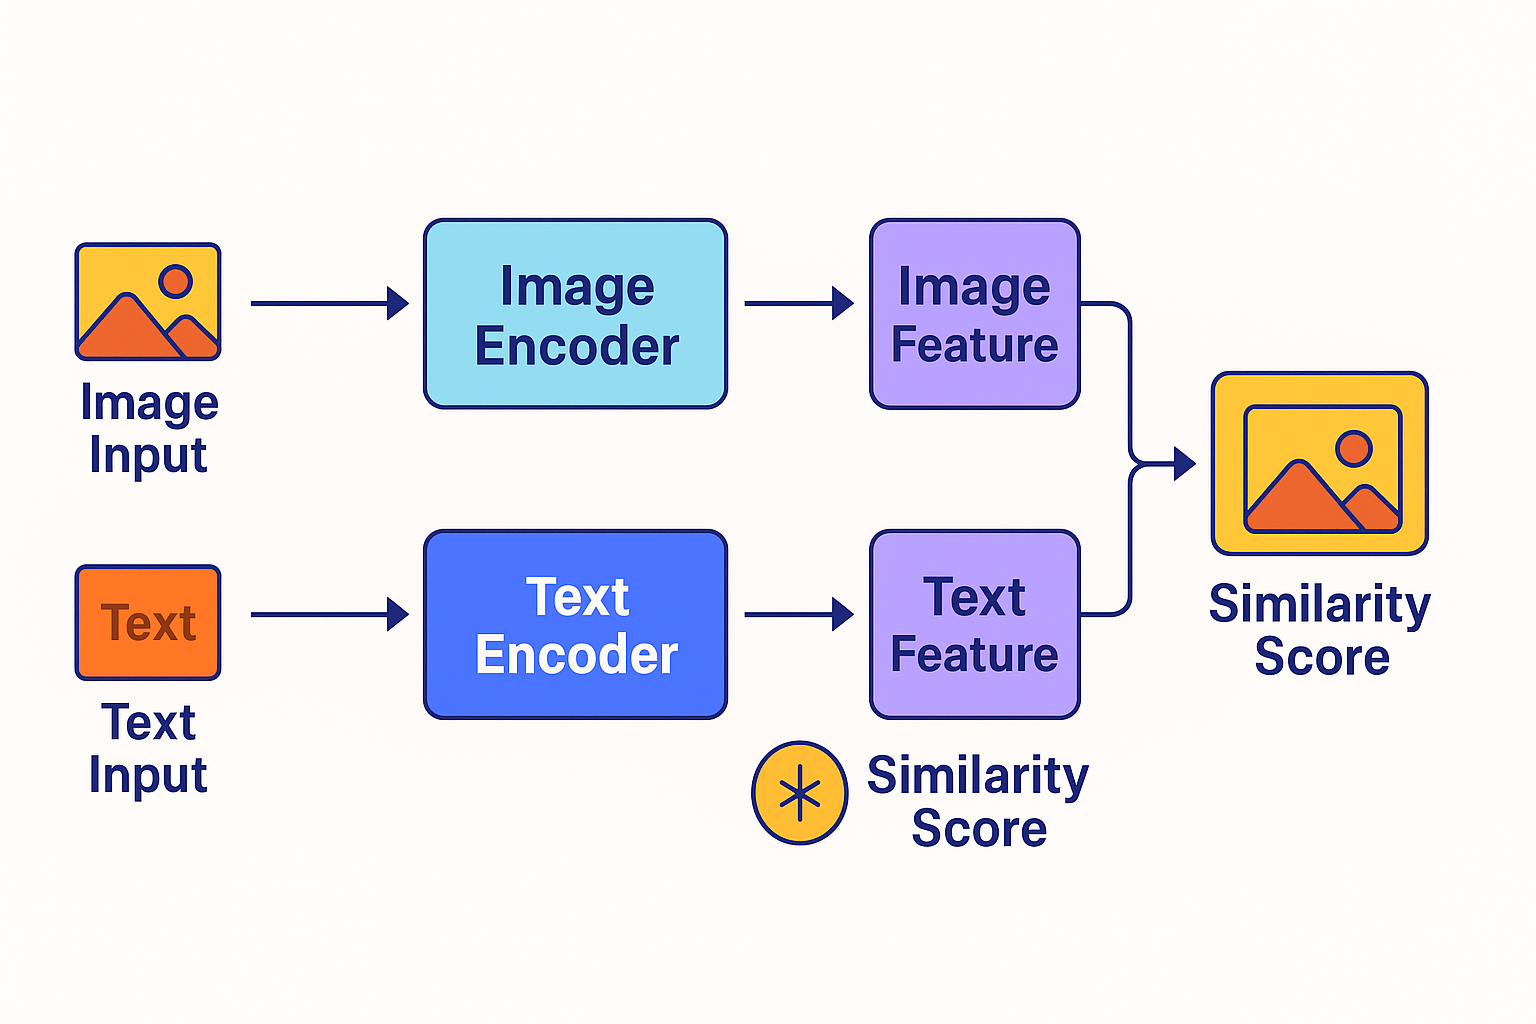 Image
Input
Image
Encoder
Image
Feature
Text
Text
Input
Text
Encoder
Text
Feature
Similarity
Score
Similarity
Score